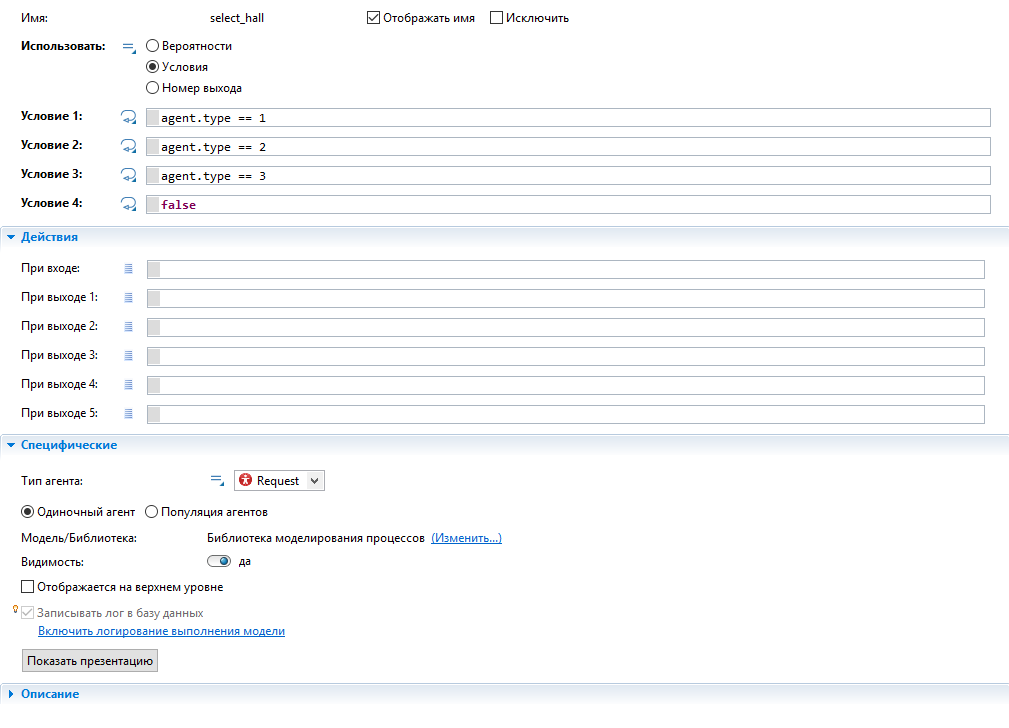 Имя: select_hall Отображать имя Исключить
Использовать: Вероятности
Условия
Номер выхода
Условие 1: agent.type == 1
Условие 2: agent.type == 2
Условие 3: agent.type == 3
Условие 4: false
Действия
При входе:
При выходе 1:
При выходе 2:
При выходе 3:
При выходе 4:
При выходе 5:
Специфические
Тип агента: Request
Одиночный агент Популяция агентов
Модель/Библиотека: Библиотека моделирования процессов (Изменить...)
Видимость: да
Отображается на верхнем уровне
Записывать лог в базу данных
Включить логирование выполнения модели
Показать презентацию
Описание